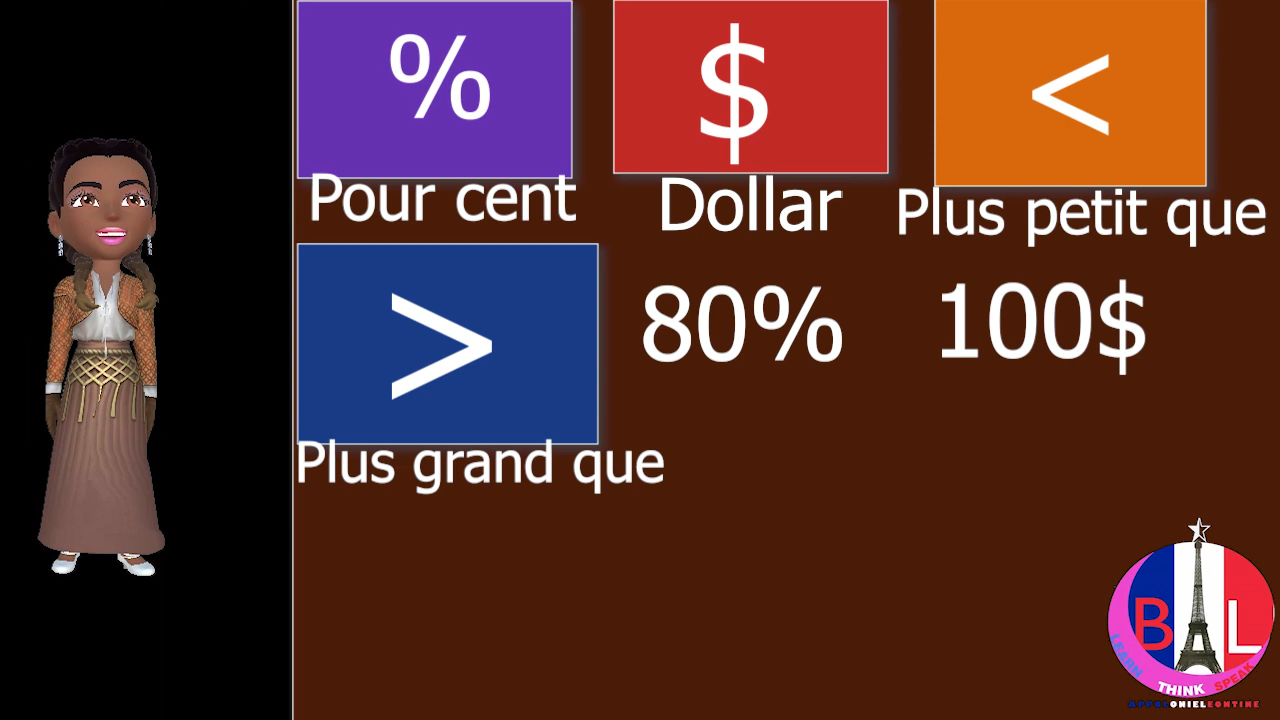 %
$
<
Pour cent
Dollar
Plus petit que
>
80%
100$
Plus grand que
B L
LEARN THINK SPEAK